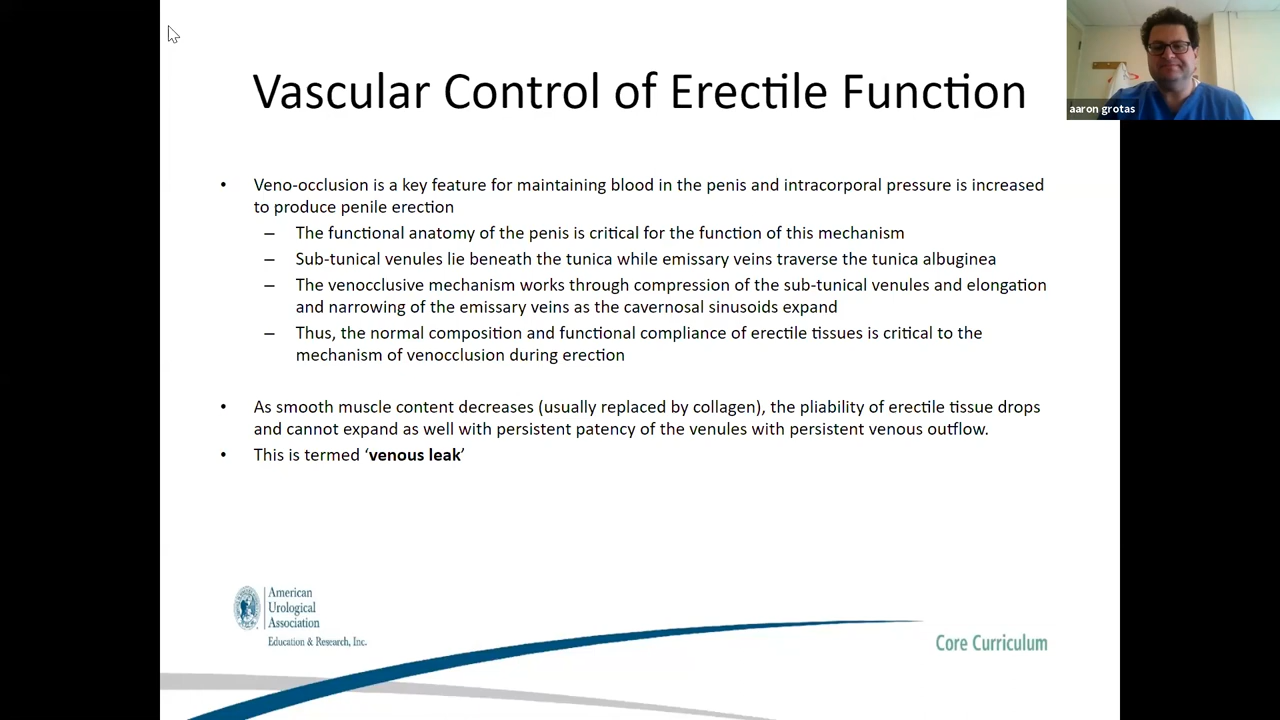 Vascular Control of Erectile Function
aaron grotas
• Veno-occlusion is a key feature for maintaining blood in the penis and intracorporal pressure is increased
to produce penile erection
– The functional anatomy of the penis is critical for the function of this mechanism
– Sub-tunical venules lie beneath the tunica while emissary veins traverse the tunica albuginea
– The venocclusive mechanism works through compression of the sub-tunical venules and elongation
and narrowing of the emissary veins as the cavernosal sinusoids expand
– Thus, the normal composition and functional compliance of erectile tissues is critical to the
mechanism of venocclusion during erection
• As smooth muscle content decreases (usually replaced by collagen), the pliability of erectile tissue drops
and cannot expand as well with persistent patency of the venules with persistent venous outflow.
• This is termed ‘venous leak’
American
Urological
Association
Education & Research, Inc.
Core Curriculum